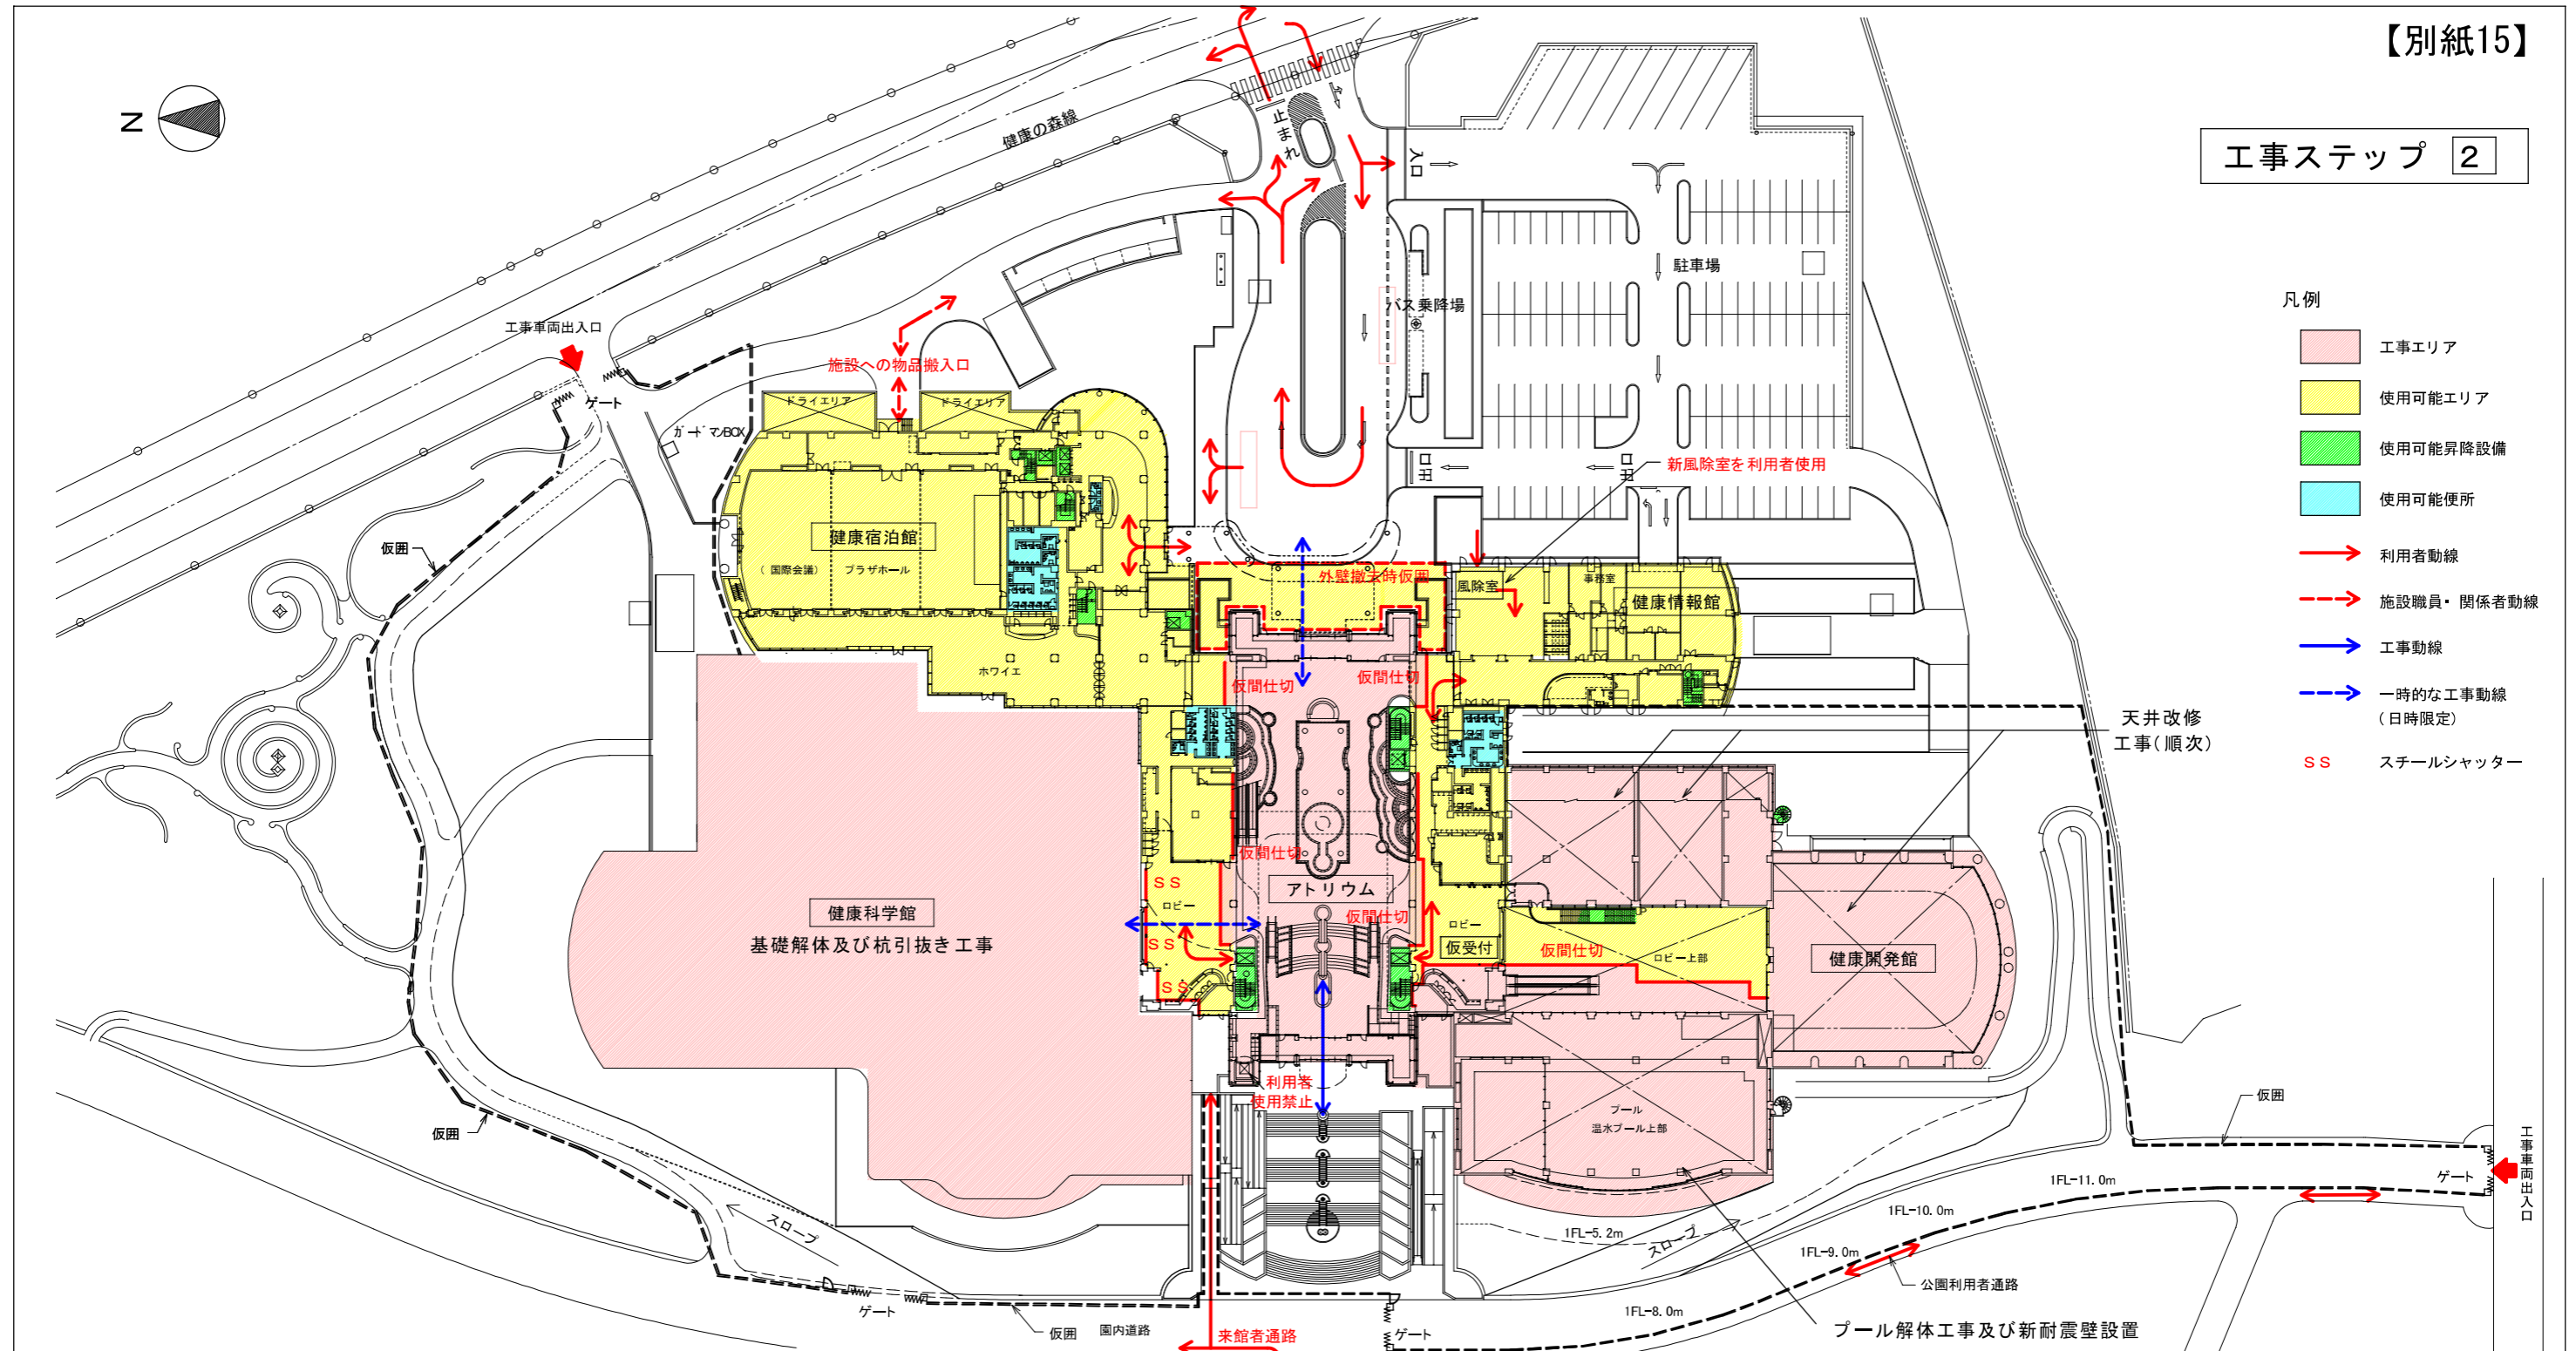 【別紙15】
工事ステップ 2
N
健康の森線
止まれ
入口
駐車場
バス乗降場
出口
出口
新風除室を利用者使用
凡例
工事エリア
使用可能エリア
使用可能昇降設備
使用可能便所
利用者動線
施設職員・関係者動線
工事動線
一時的な工事動線
(日時限定)
SS スチールシャッター
工事車両出入口
ゲート
ガードマンBOX
施設への物品搬入口
ドライエリア
ドライエリア
仮囲
健康宿泊館
(国際会議) プラザホール
ホワイエ
外壁撤去時仮囲
風除室
事務室
健康情報館
仮間仕切
仮間仕切
天井改修
工事(順次)
仮間仕切
SS
ロビー
SS
SS
アトリウム
仮間仕切
ロビー
仮受付
仮間仕切
ロビー上部
健康開発館
健康科学館
基礎解体及び杭引抜き工事
利用者
使用禁止
プール
温水プール上部
仮囲
仮囲
工事車両出入口
ゲート
スロープ
スロープ
1FL-5.2m
1FL-8.0m
1FL-9.0m
1FL-10.0m
1FL-11.0m
公園利用者通路
プール解体工事及び新耐震壁設置
ゲート
仮囲
園内道路
来館者通路
ゲート